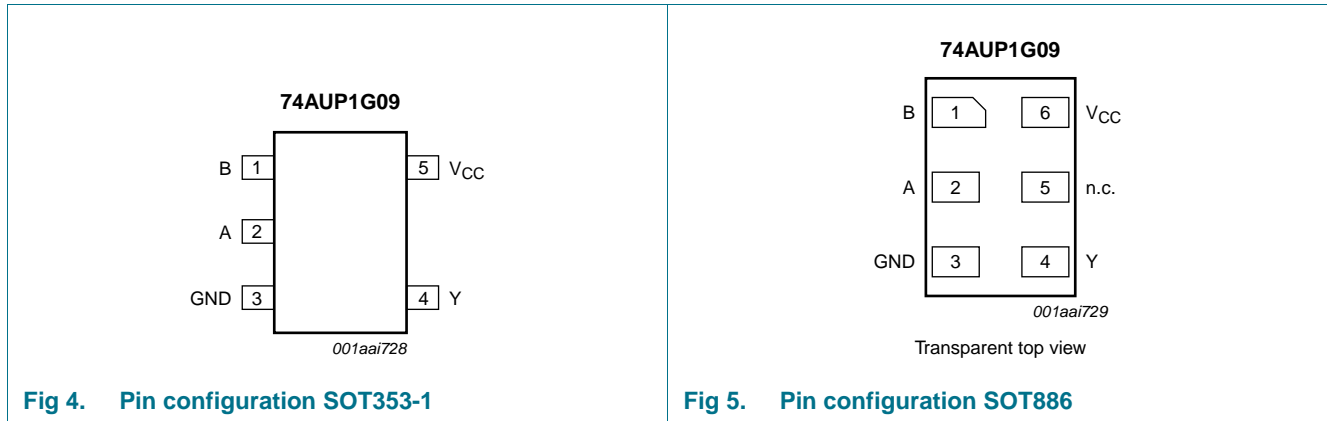 74AUP1G09
B 1 5 VCC
A 2
GND 3 4 Y
001aai728
Fig 4. Pin configuration SOT353-1
74AUP1G09
B 1 6 VCC
A 2 5 n.c.
GND 3 4 Y
001aai729
Transparent top view
Fig 5. Pin configuration SOT886